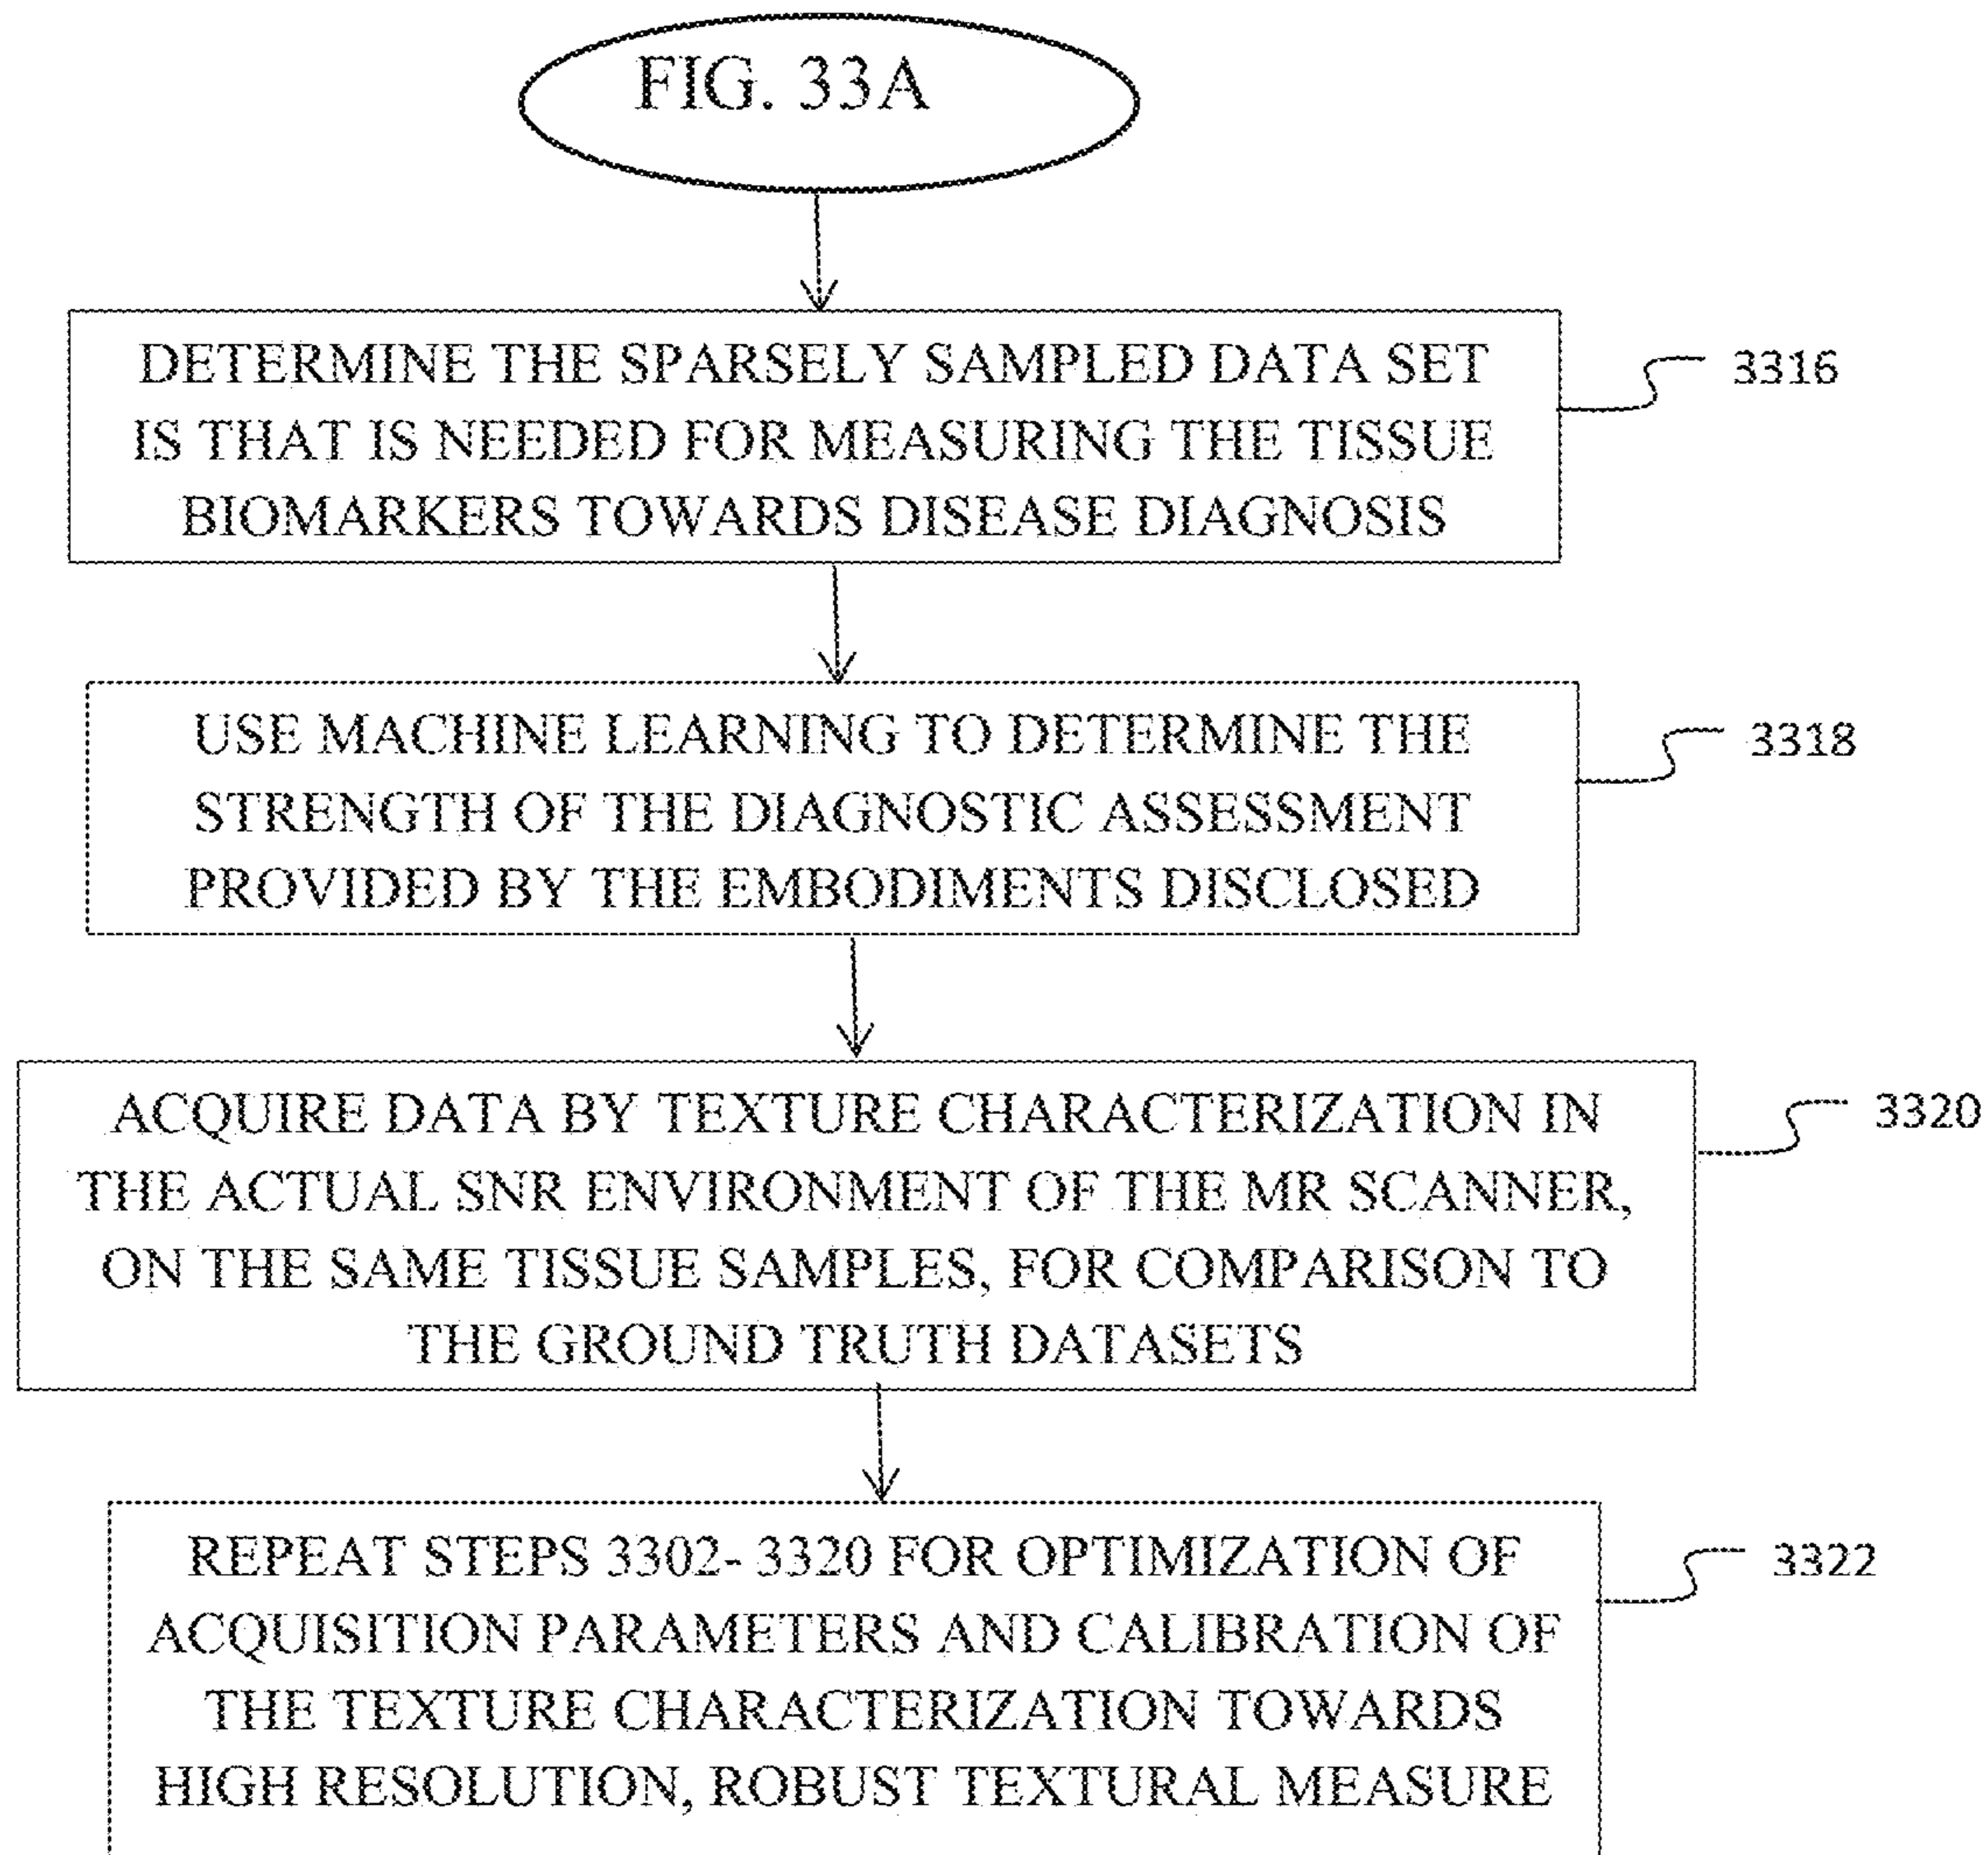 FIG. 33A
DETERMINE THE SPARSELY SAMPLED DATA SET
IS THAT IS NEEDED FOR MEASURING THE TISSUE
BIOMARKERS TOWARDS DISEASE DIAGNOSIS
3316
USE MACHINE LEARNING TO DETERMINE THE
STRENGTH OF THE DIAGNOSTIC ASSESSMENT
PROVIDED BY THE EMBODIMENTS DISCLOSED
3318
ACQUIRE DATA BY TEXTURE CHARACTERIZATION IN
THE ACTUAL SNR ENVIRONMENT OF THE MR SCANNER,
ON THE SAME TISSUE SAMPLES, FOR COMPARISON TO
THE GROUND TRUTH DATASETS
3320
REPEAT STEPS 3302- 3320 FOR OPTIMIZATION OF
ACQUISITION PARAMETERS AND CALIBRATION OF
THE TEXTURE CHARACTERIZATION TOWARDS
HIGH RESOLUTION, ROBUST TEXTURAL MEASURE
3322